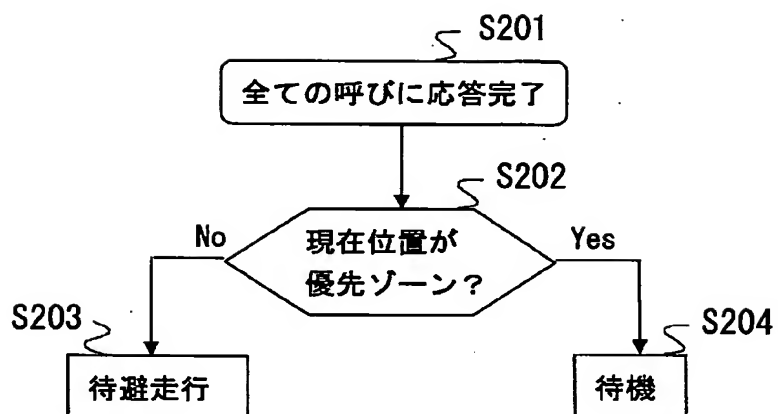 S201
全ての呼びに応答完了
S202
No
現在位置が
優先ゾーン?
Yes
S203
待避走行
S204
待機